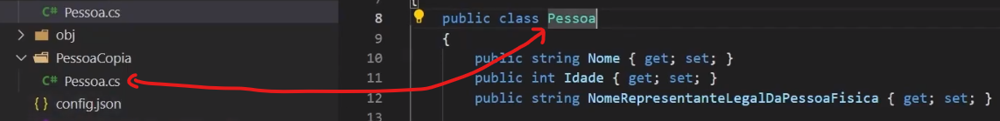 C# Pessoa.cs
obj
PessoaCopia
C# Pessoa.cs
{ } config.json
8 public class Pessoa
9 {
10 public string Nome { get; set; }
11 public int Idade { get; set; }
12 public string NomeRepresentanteLegalDaPessoaFisica { get; set; }
13